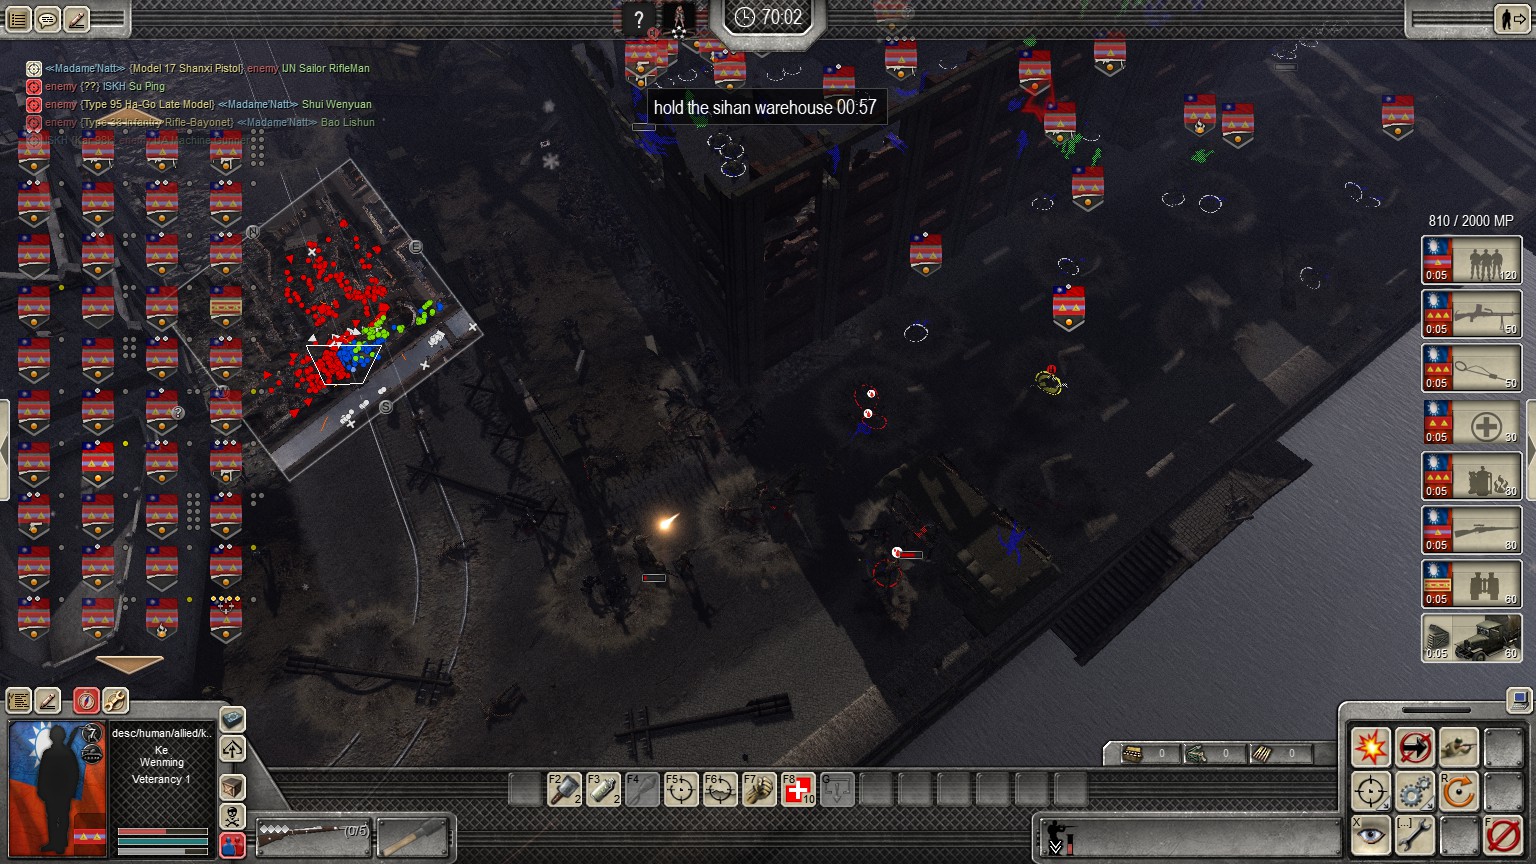 70:02
≪Madame'Natt≫ {Model 17 Shanxi Pistol} enemy IJN Sailor RifleMan
enemy {??} ISKH Su Ping
enemy {Type 95 Ha-Go Late Model} ≪Madame'Natt≫ Shui Wenyuan
enemy {Type 38 Infantry Rifle-Bayonet} ≪Madame'Natt≫ Bao Lishun
hold the sihan warehouse 00:57
N
E
S
810 / 2000 MP
0:05 120
0:05 50
0:05 50
0:05 30
0:05 80
0:05 80
0:05 60
0:05 60
desc/human/allied/k..
Ke
Wenming
Veterancy 1
7
(0/5)
F2 2
F3 2
F4
F5
F6
F7
F8 10
G
0
0
0
R
X
[...]
F